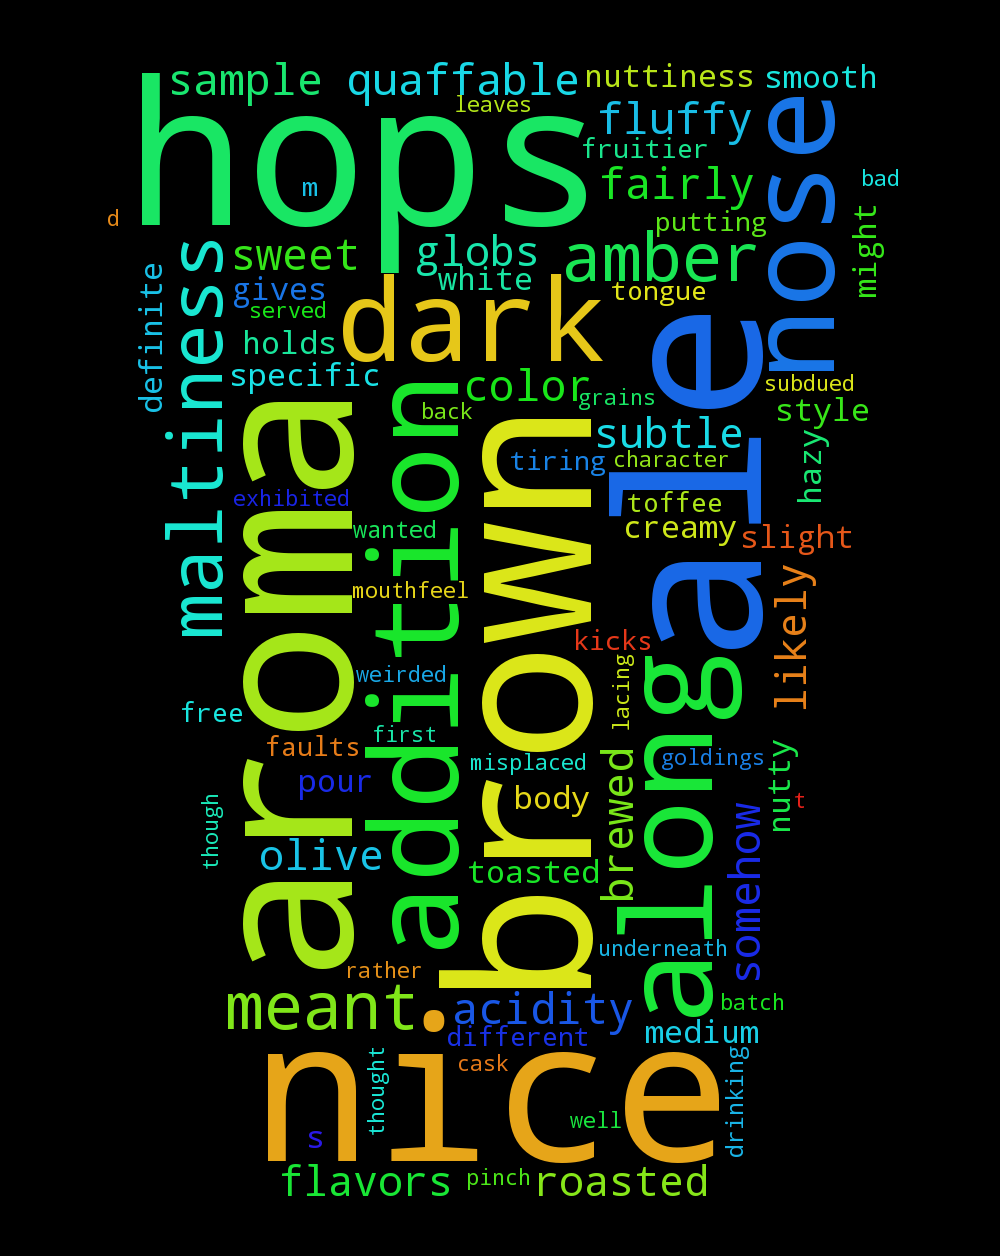 sample
quaffable
nuttiness
smooth
leaves
hops
fluffy
nose
fruitier
m
fairly
bad
d
putting
might
sweet
globs
amber
maltiness
white
definite
gives
dark
tongue
served
holds
ale
specific
color
subdued
back
grains
style
aroma
addition
brown
subtle
hazy
tiring
character
exhibited
toffee
wanted
creamy
slight
mouthfeel
likely
kicks
weirded
lacing
along
free
first
faults
misplaced
goldings
nutty
pour
body
brewed
t
though
somehow
olive
toasted
underneath
rather
meant
acidity
batch
different
medium
nice
thought
cask
drinking
well
s
flavors
pinch
roasted